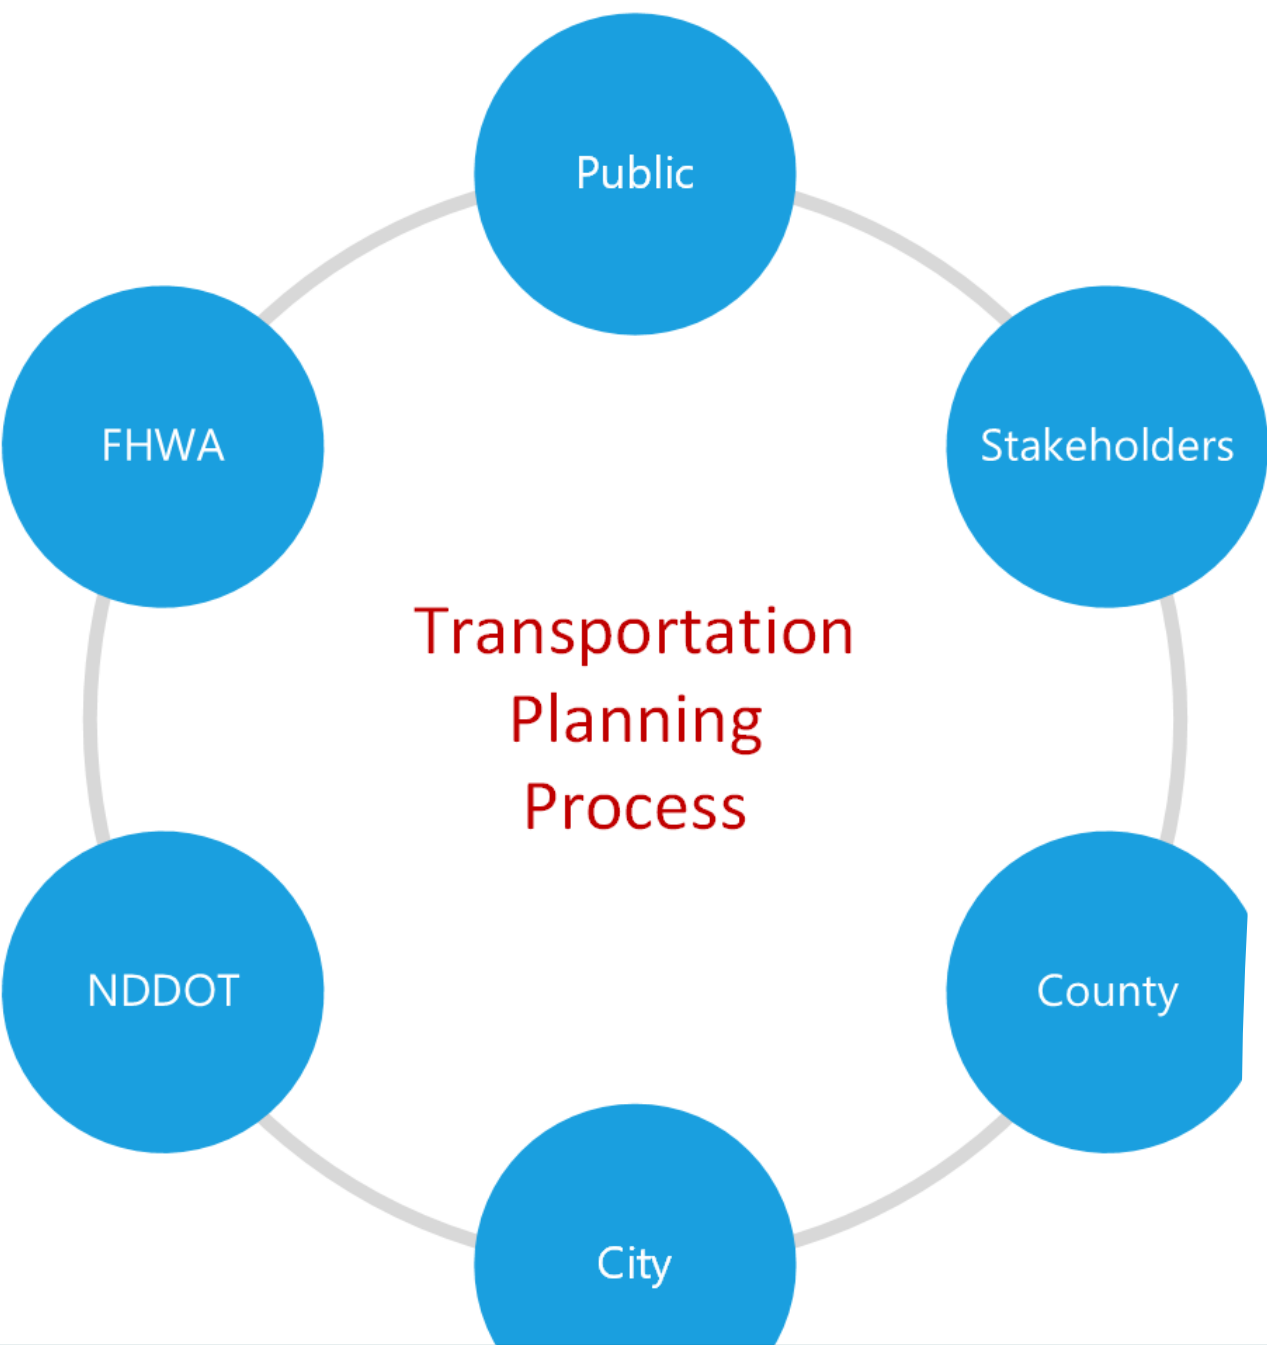 Public
FHWA
Stakeholders
Transportation
Planning
Process
NDDOT
County
City